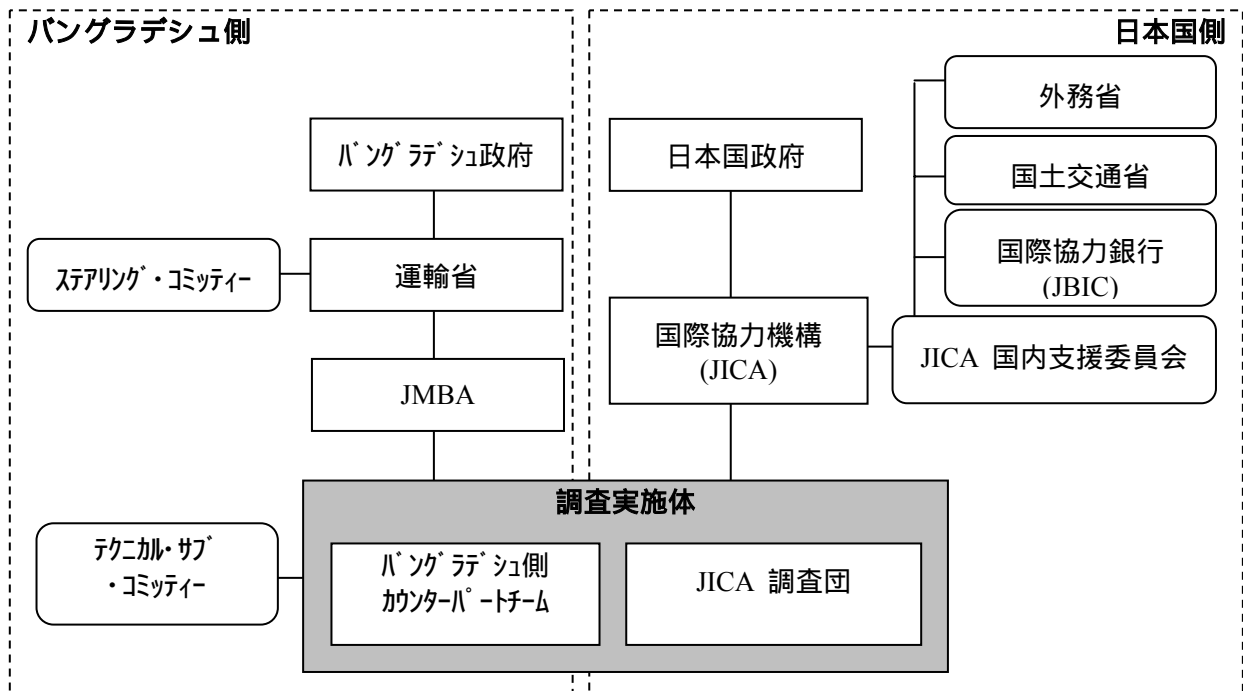 バングラデシュ側
日本国側
外務省
ﾊﾞﾝｸﾞﾗﾃﾞｼｭ政府
日本国政府
国土交通省
ｽﾃｱﾘﾝｸﾞ・ｺﾐｯﾃｨｰ
運輸省
国際協力銀行
(JBIC)
国際協力機構
(JICA)
JICA 国内支援委員会
JMBA
調査実施体
ﾃｸﾆｶﾙ・ｻﾌﾞ
・ｺﾐｯﾃｨｰ
ﾊﾞﾝｸﾞﾗﾃﾞｼｭ側
ｶｳﾝﾀｰﾊﾟｰﾄﾁｰﾑ
JICA 調査団